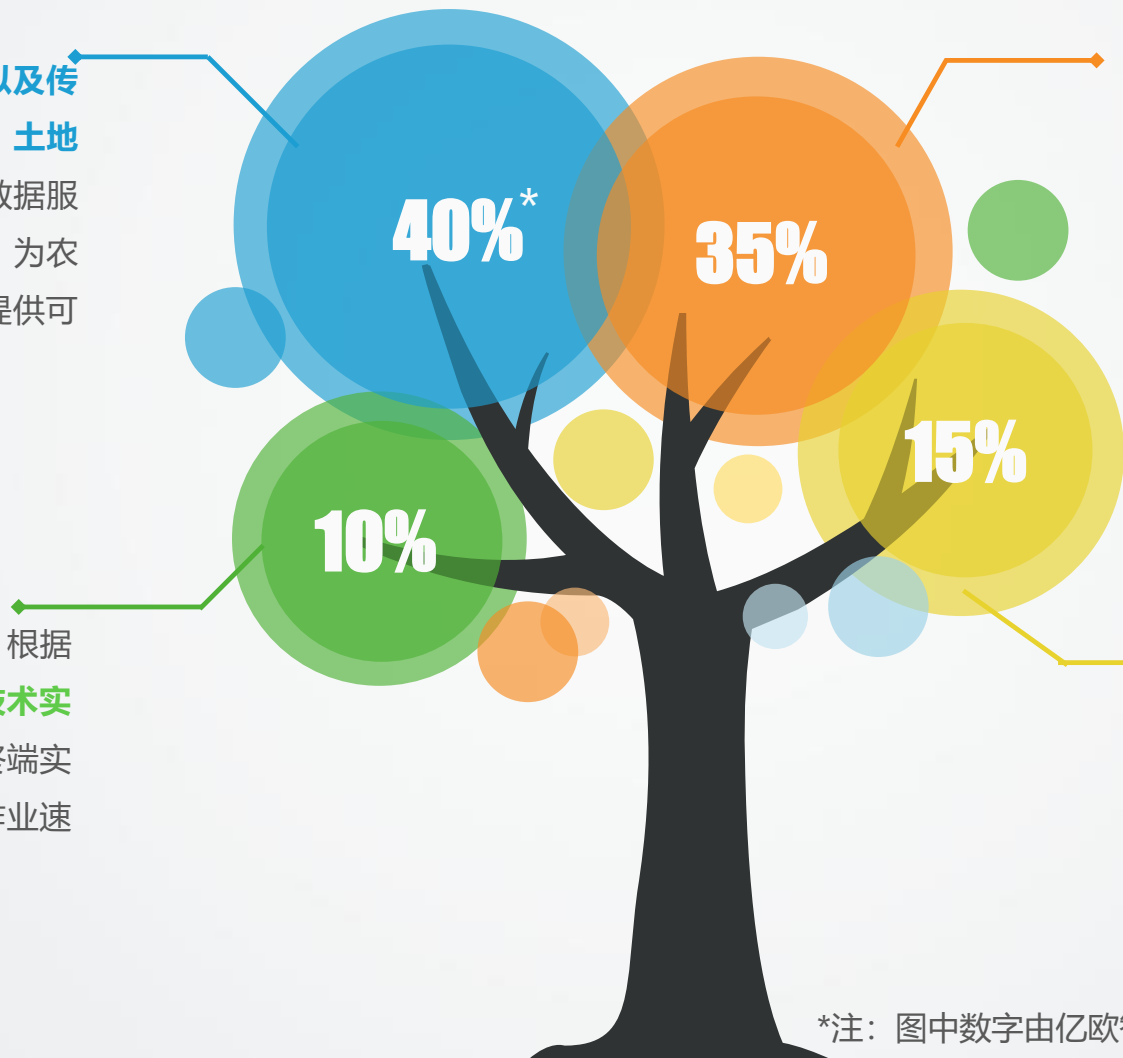 以及传
土地
数据服
为农
提供可
40%*
35%
15%
10%
根据
技术实
终端实
作业速
*注：图中数字由亿欧智